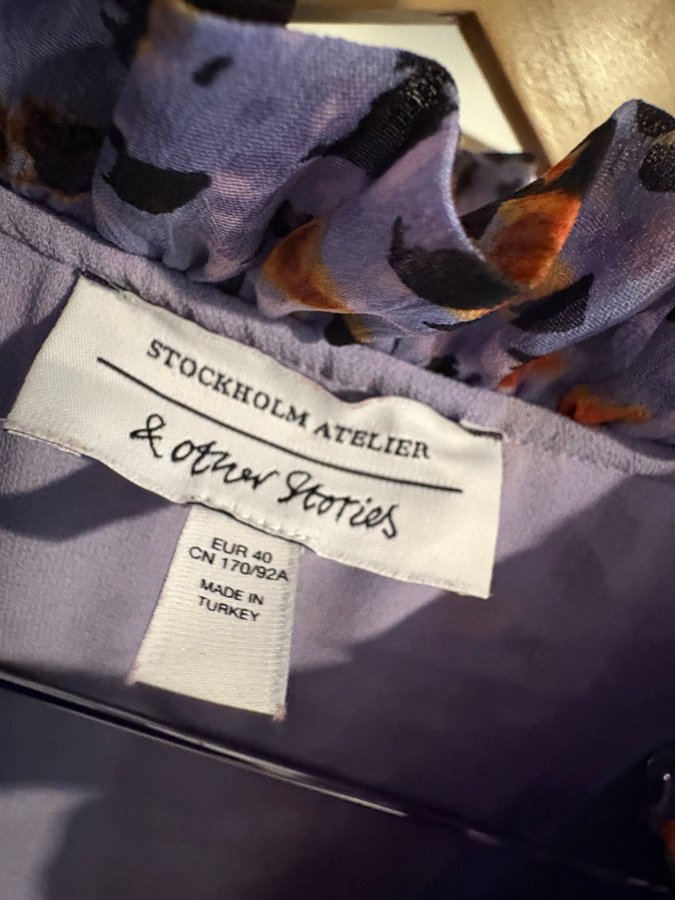 STOCKHOLM ATELIER
& other Stories
EUR 40
CN 170/92A
MADE IN
TURKEY